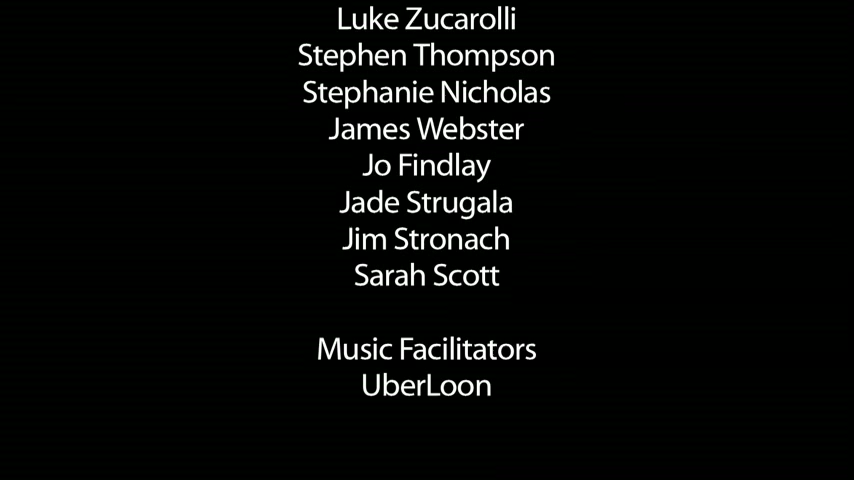 Luke Zucarolli
Stephen Thompson
Stephanie Nicholas
James Webster
Jo Findlay
Jade Strugala
Jim Stronach
Sarah Scott
Music Facilitators
UberLoon